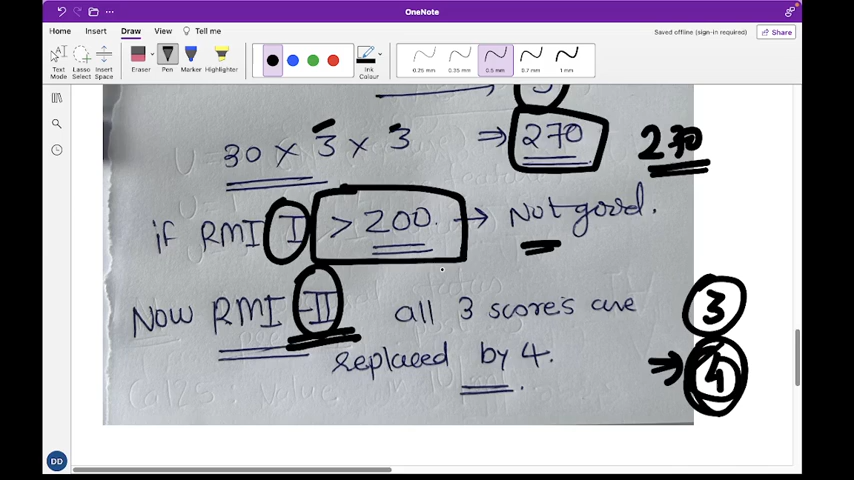 OneNote
Home Insert Draw View Tell me
Saved offline (sign-in required) Share
Text Mode
Lasso Select
Insert Space
Eraser Pen Marker Highlighter
Ink Colour
0.25 mm 0.35 mm 0.5 mm 0.7 mm 1 mm
30 × 3 × 3 ⇒ 270 270
if RMI I > 200. → Not good.
Now RMI-II all 3 scores are 3
replaced by 4. → 4
DD